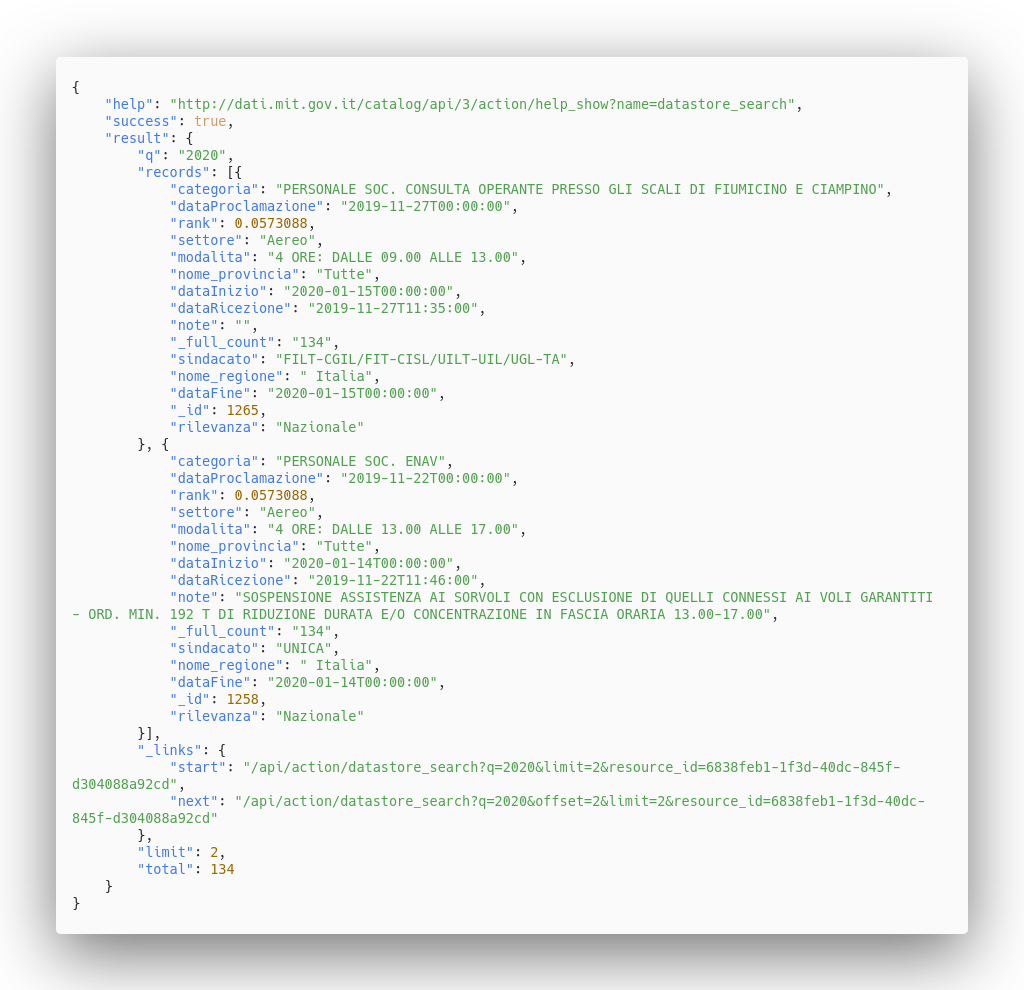 {
    "help": "http://dati.mit.gov.it/catalog/api/3/action/help_show?name=datastore_search",
    "success": true,
    "result": {
        "q": "2020",
        "records": [{
            "categoria": "PERSONALE SOC. CONSULTA OPERANTE PRESSO GLI SCALI DI FIUMICINO E CIAMPINO",
            "dataProclamazione": "2019-11-27T00:00:00",
            "rank": 0.0573088,
            "settore": "Aereo",
            "modalita": "4 ORE: DALLE 09.00 ALLE 13.00",
            "nome_provincia": "Tutte",
            "dataInizio": "2020-01-15T00:00:00",
            "dataRicezione": "2019-11-27T11:35:00",
            "note": "",
            "_full_count": "134",
            "sindacato": "FILT-CGIL/FIT-CISL/UILT-UIL/UGL-TA",
            "nome_regione": " Italia",
            "dataFine": "2020-01-15T00:00:00",
            "_id": 1265,
            "rilevanza": "Nazionale"
        }, {
            "categoria": "PERSONALE SOC. ENAV",
            "dataProclamazione": "2019-11-22T00:00:00",
            "rank": 0.0573088,
            "settore": "Aereo",
            "modalita": "4 ORE: DALLE 13.00 ALLE 17.00",
            "nome_provincia": "Tutte",
            "dataInizio": "2020-01-14T00:00:00",
            "dataRicezione": "2019-11-22T11:46:00",
            "note": "SOSPENSIONE ASSISTENZA AI SORVOLI CON ESCLUSIONE DI QUELLI CONNESSI AI VOLI GARANTITI
- ORD. MIN. 192 T DI RIDUZIONE DURATA E/O CONCENTRAZIONE IN FASCIA ORARIA 13.00-17.00",
            "_full_count": "134",
            "sindacato": "UNICA",
            "nome_regione": " Italia",
            "dataFine": "2020-01-14T00:00:00",
            "_id": 1258,
            "rilevanza": "Nazionale"
        }],
        "_links": {
            "start": "/api/action/datastore_search?q=2020&limit=2&resource_id=6838feb1-1f3d-40dc-845f-
d304088a92cd",
            "next": "/api/action/datastore_search?q=2020&offset=2&limit=2&resource_id=6838feb1-1f3d-40dc-
845f-d304088a92cd"
        },
        "limit": 2,
        "total": 134
    }
}